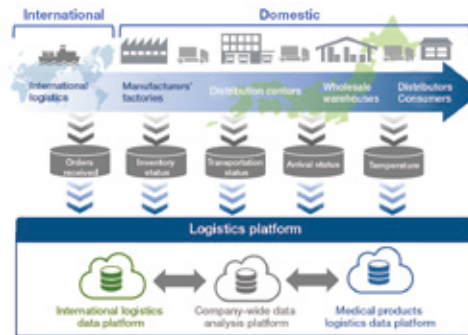 International
Domestic
International
logistics
Manufacturers'
factories
Distribution centers
Wholesale
warehouses
Distributors
Consumers
Orders
received
Inventory
status
Transportation
status
Arrival status
Temperature
Logistics platform
International logistics
data platform
Company-wide data
analysis platform
Medical products
logistics data platform